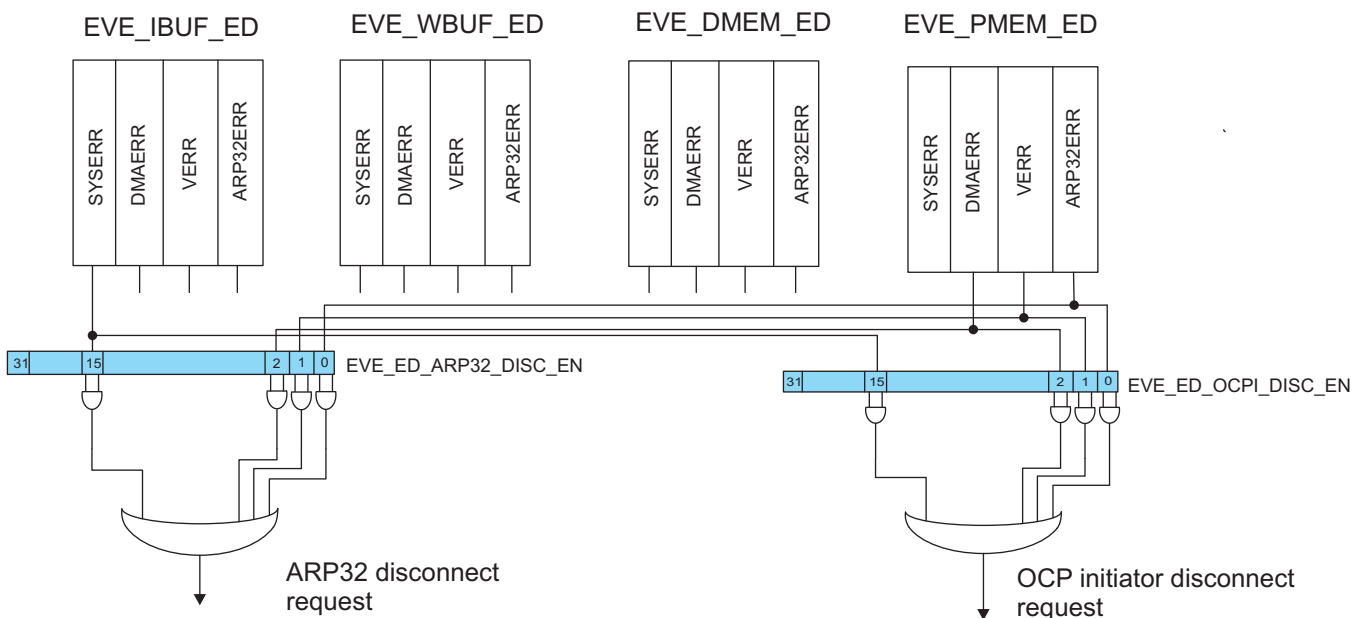 EVE_IBUF_ED
EVE_WBUF_ED
EVE_DMEM_ED
EVE_PMEM_ED
SYSERR
DMAERR
VERR
ARP32ERR
SYSERR
DMAERR
VERR
ARP32ERR
SYSERR
DMAERR
VERR
ARP32ERR
SYSERR
DMAERR
VERR
ARP32ERR
31 15 2 1 0
EVE_ED_ARP32_DISC_EN
31 15 2 1 0
EVE_ED_OCPI_DISC_EN
ARP32 disconnect
request
OCP initiator disconnect
request